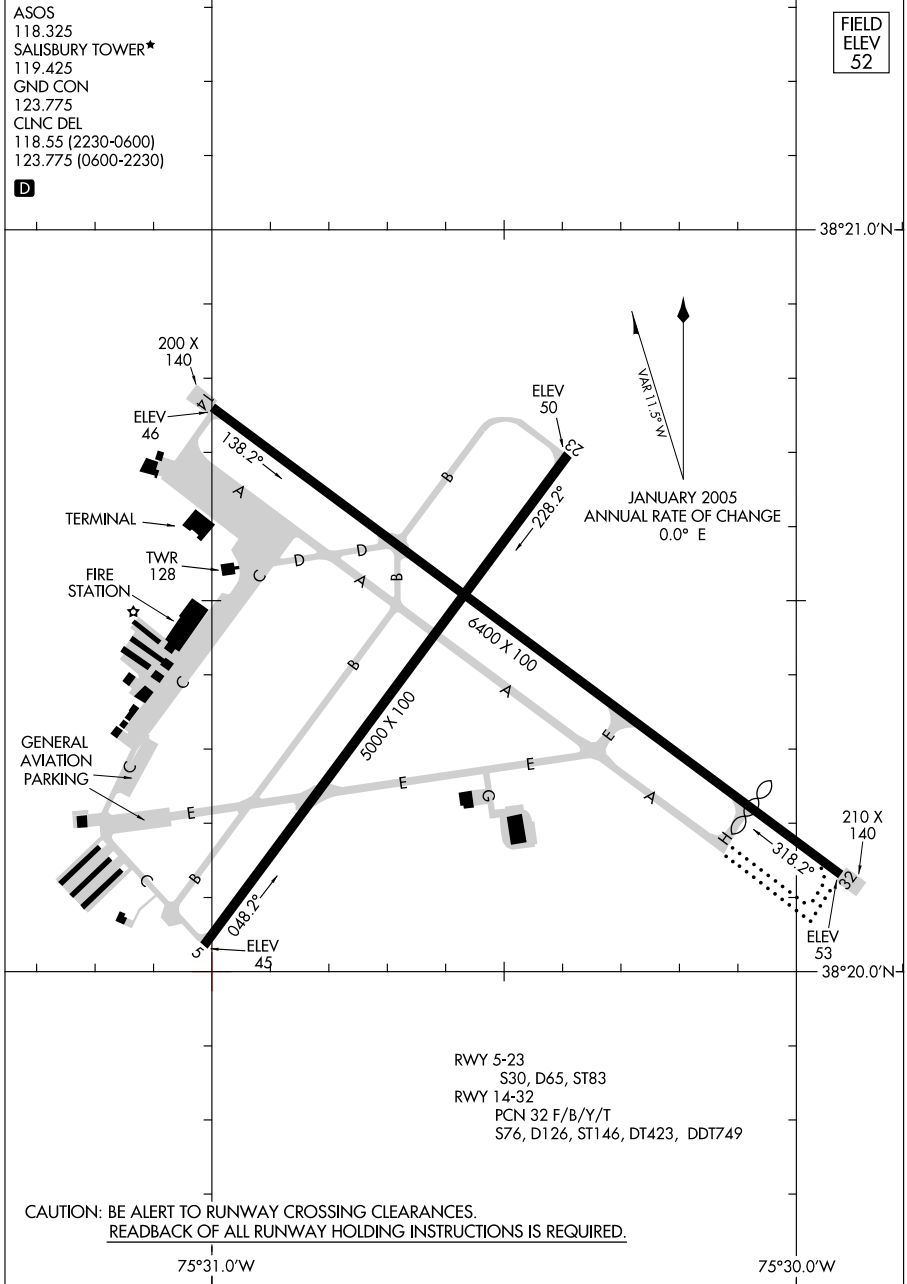 ASOS
118.325
SALISBURY TOWER★
119.425
GND CON
123.775
CLNC DEL
118.55 (2230-0600)
123.775 (0600-2230)
D
FIELD
ELEV
52
38°21.0'N
200 X
140
14
ELEV
46
138.2°
ELEV
50
23
228.2°
VAR 11.5° W
JANUARY 2005
ANNUAL RATE OF CHANGE
0.0° E
A
B
TERMINAL
TWR
128
C
D
D
B
A
FIRE
STATION
6400 X 100
C
B
A
5000 X 100
E
GENERAL
AVIATION
PARKING
C
E
E
E
G
A
H
318.2°
32
210 X
140
ELEV
53
C
B
048.2°
5
ELEV
45
38°20.0'N
RWY 5-23
S30, D65, ST83
RWY 14-32
PCN 32 F/B/Y/T
S76, D126, ST146, DT423, DDT749
CAUTION: BE ALERT TO RUNWAY CROSSING CLEARANCES.
READBACK OF ALL RUNWAY HOLDING INSTRUCTIONS IS REQUIRED.
75°31.0'W
75°30.0'W